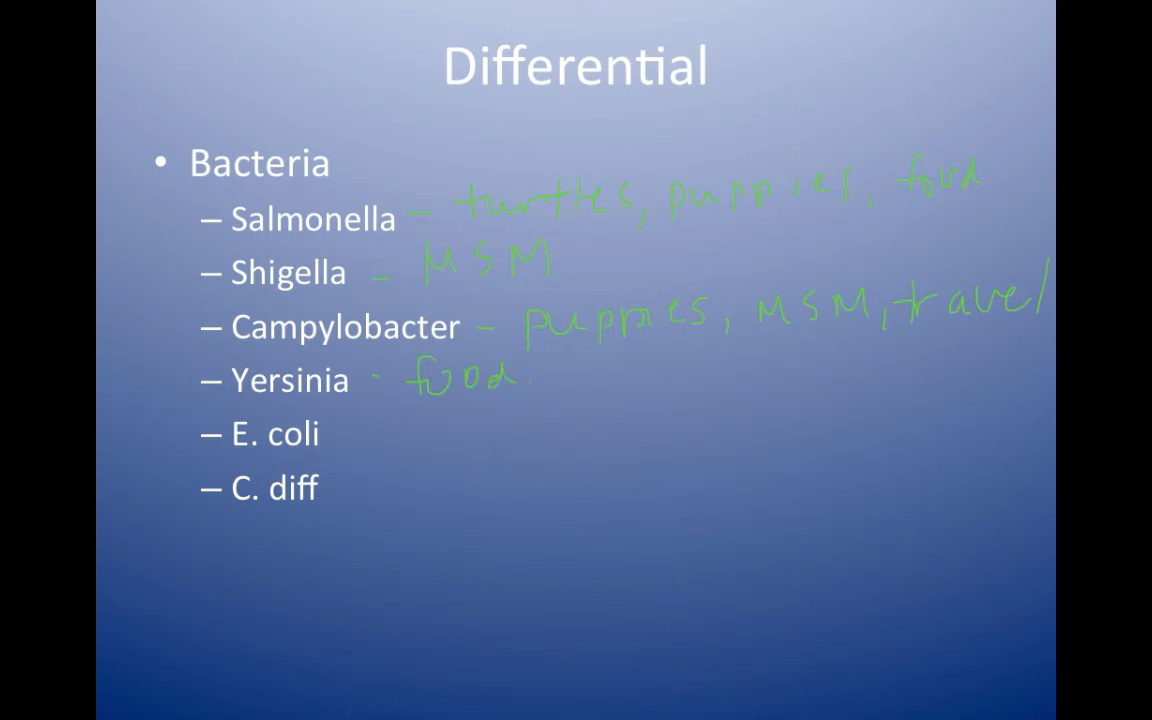 Differential
• Bacteria
– Salmonella - turtles, puppies, food
– Shigella - MSM
– Campylobacter - puppies, MSM, travel
– Yersinia - food.
– E. coli
– C. diff